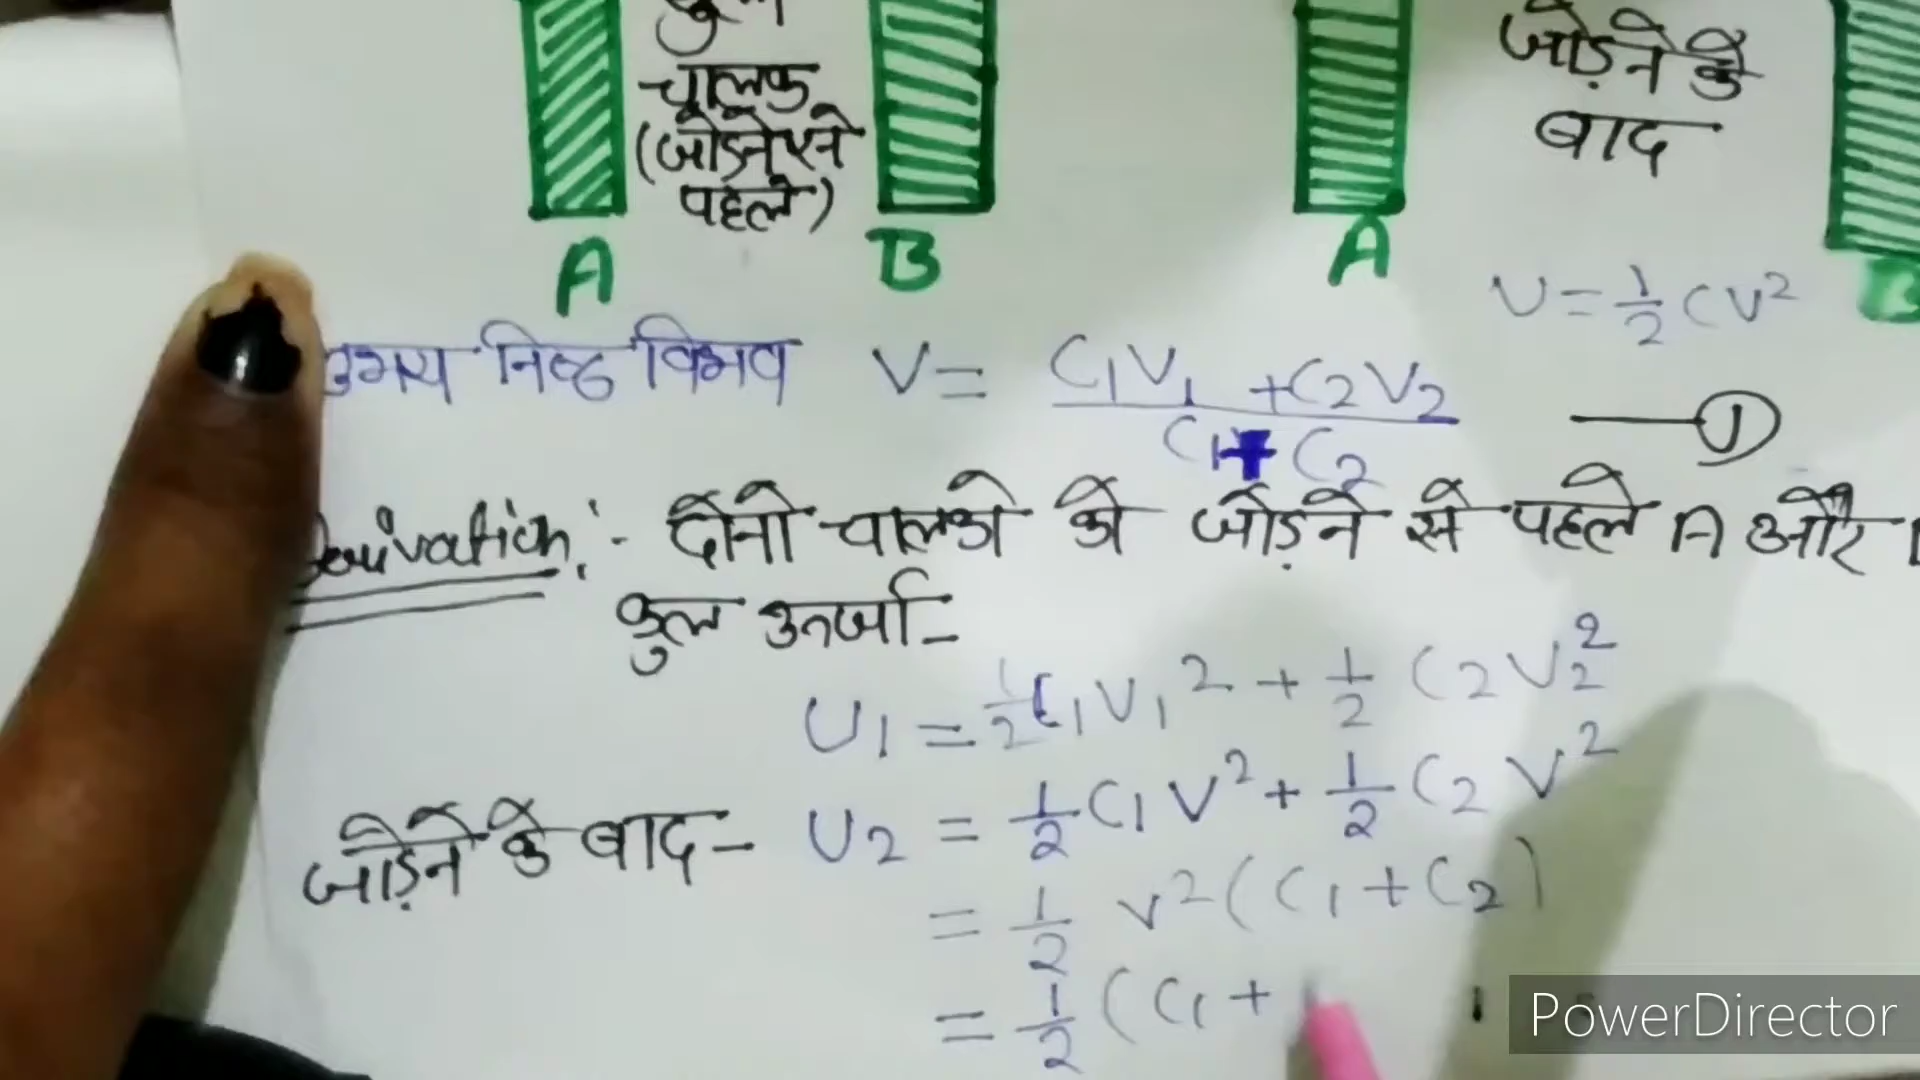 चालक
(जोडने से
पहले)
A
B
जोड़ने के
बाद
A
B
U = 1/2 CV²
उभय निष्ठ विभव V = (C₁V₁ + C₂V₂)/(C₁ + C₂) — ①
Derivation :- दोनो चालको को जोड़ने से पहले A और
कुल ऊर्जा -
U₁ = 1/2 C₁V₁² + 1/2 C₂V₂²
जोड़ने के बाद - U₂ = 1/2 C₁V² + 1/2 C₂V²
= 1/2 V² (C₁ + C₂)
= 1/2 (C₁ +
PowerDirector